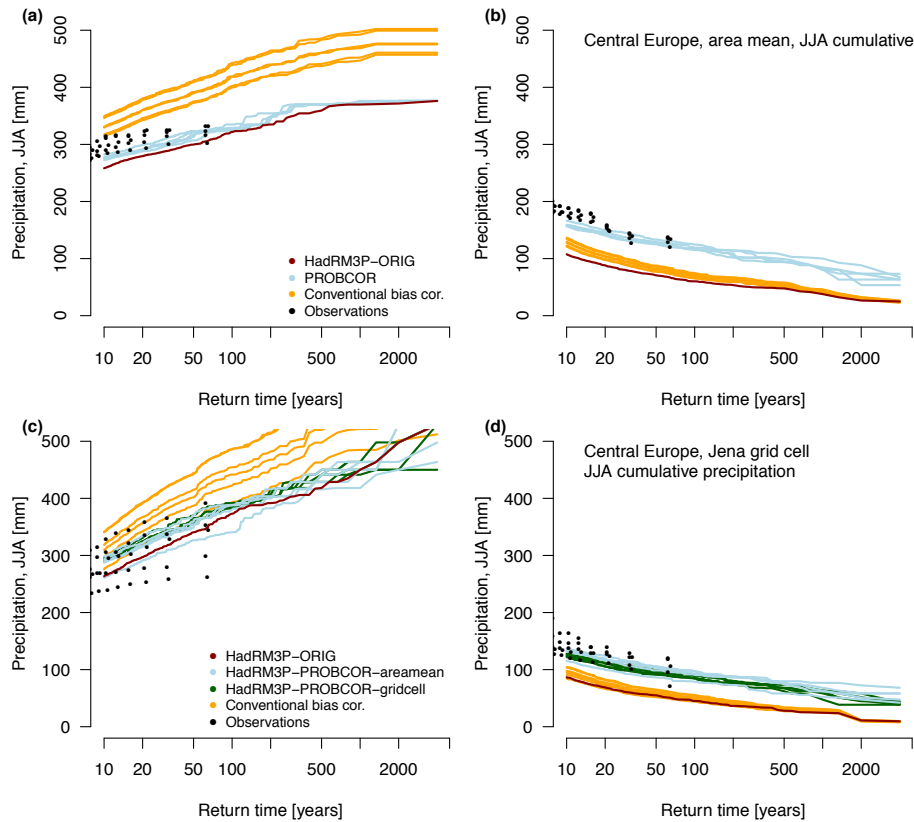 (a)
(b)
Central Europe, area mean, JJA cumulative
Precipitation, JJA [mm]
500
400
300
200
100
0
HadRM3P−ORIG
PROBCOR
Conventional bias cor.
Observations
10 20 50 100 500 2000
Return time [years]
Precipitation, JJA [mm]
500
400
300
200
100
0
10 20 50 100 500 2000
Return time [years]
(c)
(d)
Central Europe, Jena grid cell
JJA cumulative precipitation
Precipitation, JJA [mm]
500
400
300
200
100
0
HadRM3P−ORIG
HadRM3P−PROBCOR−areamean
HadRM3P−PROBCOR−gridcell
Conventional bias cor.
Observations
10 20 50 100 500 2000
Return time [years]
Precipitation, JJA [mm]
500
400
300
200
100
0
10 20 50 100 500 2000
Return time [years]